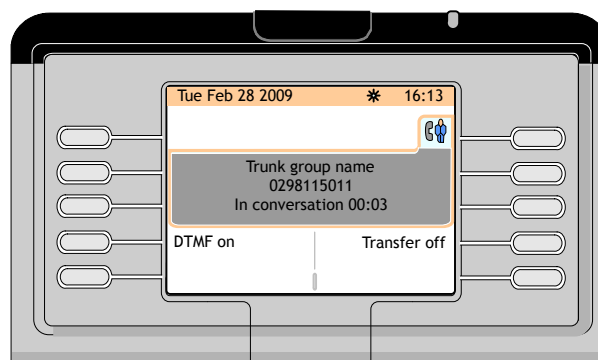 Tue Feb 28 2009 16:13
Trunk group name
0298115011
In conversation 00:03
DTMF on Transfer off